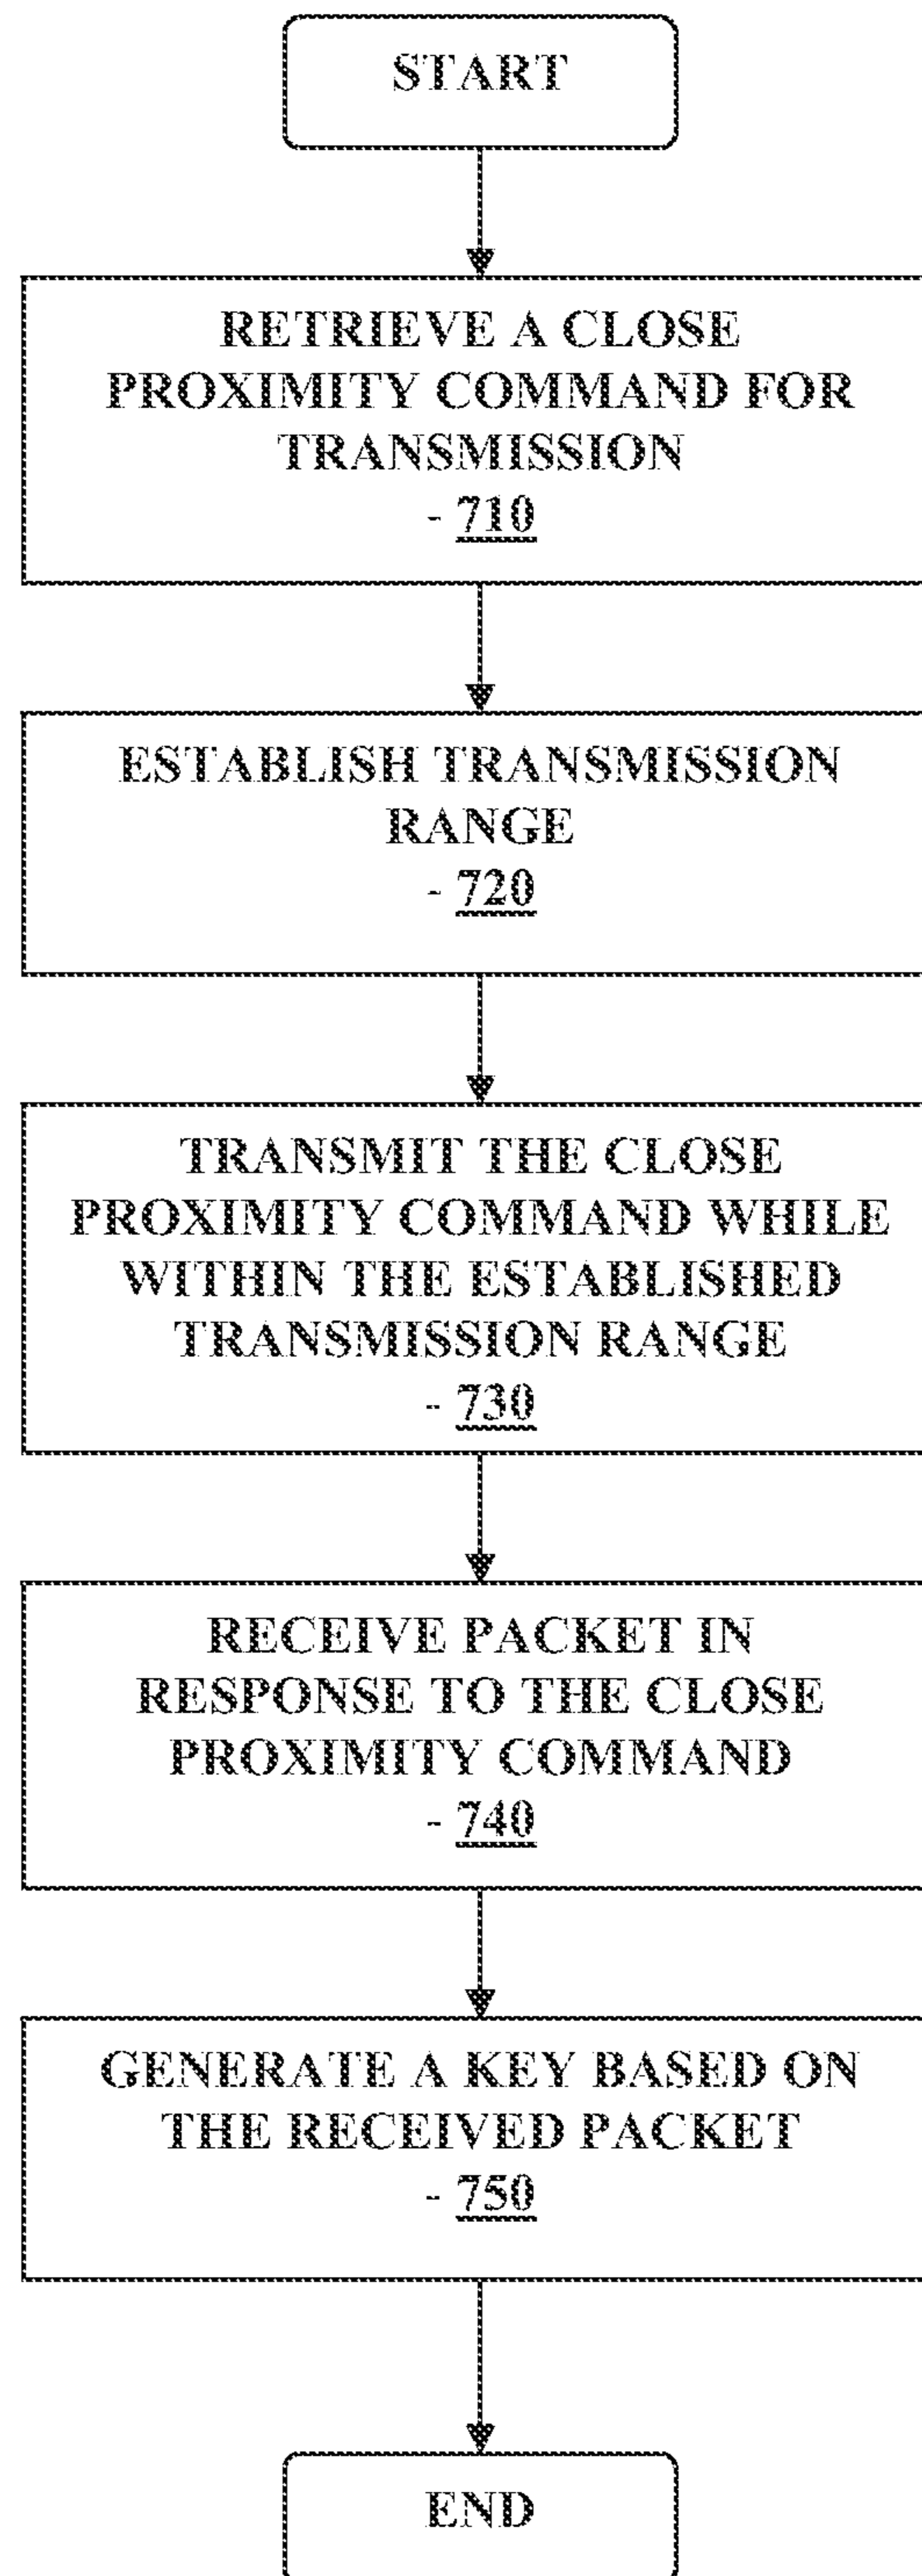 START
RETRIEVE A CLOSE
PROXIMITY COMMAND FOR
TRANSMISSION
- 710
ESTABLISH TRANSMISSION
RANGE
- 720
TRANSMIT THE CLOSE
PROXIMITY COMMAND WHILE
WITHIN THE ESTABLISHED
TRANSMISSION RANGE
- 730
RECEIVE PACKET IN
RESPONSE TO THE CLOSE
PROXIMITY COMMAND
- 740
GENERATE A KEY BASED ON
THE RECEIVED PACKET
- 750
END